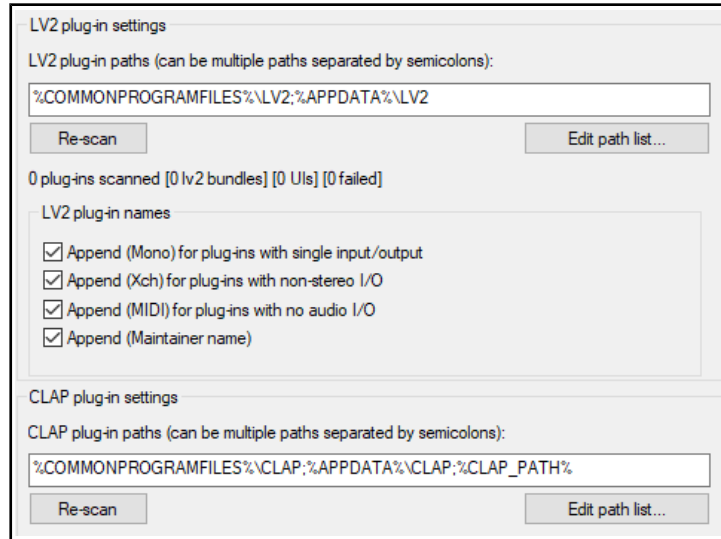 LV2 plug-in settings
LV2 plug-in paths (can be multiple paths separated by semicolons):
%COMMONPROGRAMFILES%\LV2;%APPDATA%\LV2
Re-scan Edit path list...
0 plug-ins scanned [0 lv2 bundles] [0 UIs] [0 failed]
LV2 plug-in names
Append (Mono) for plug-ins with single input/output
Append (Xch) for plug-ins with non-stereo I/O
Append (MIDI) for plug-ins with no audio I/O
Append (Maintainer name)
CLAP plug-in settings
CLAP plug-in paths (can be multiple paths separated by semicolons):
%COMMONPROGRAMFILES%\CLAP;%APPDATA%\CLAP;%CLAP_PATH%
Re-scan Edit path list...